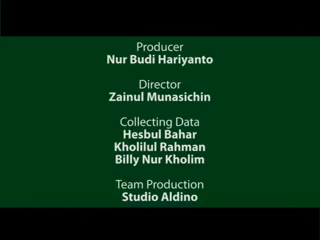 Producer
Nur Budi Hariyanto
Director
Zainul Munasichin
Collecting Data
Hesbul Bahar
Kholilul Rahman
Billy Nur Kholim
Team Production
Studio Aldino